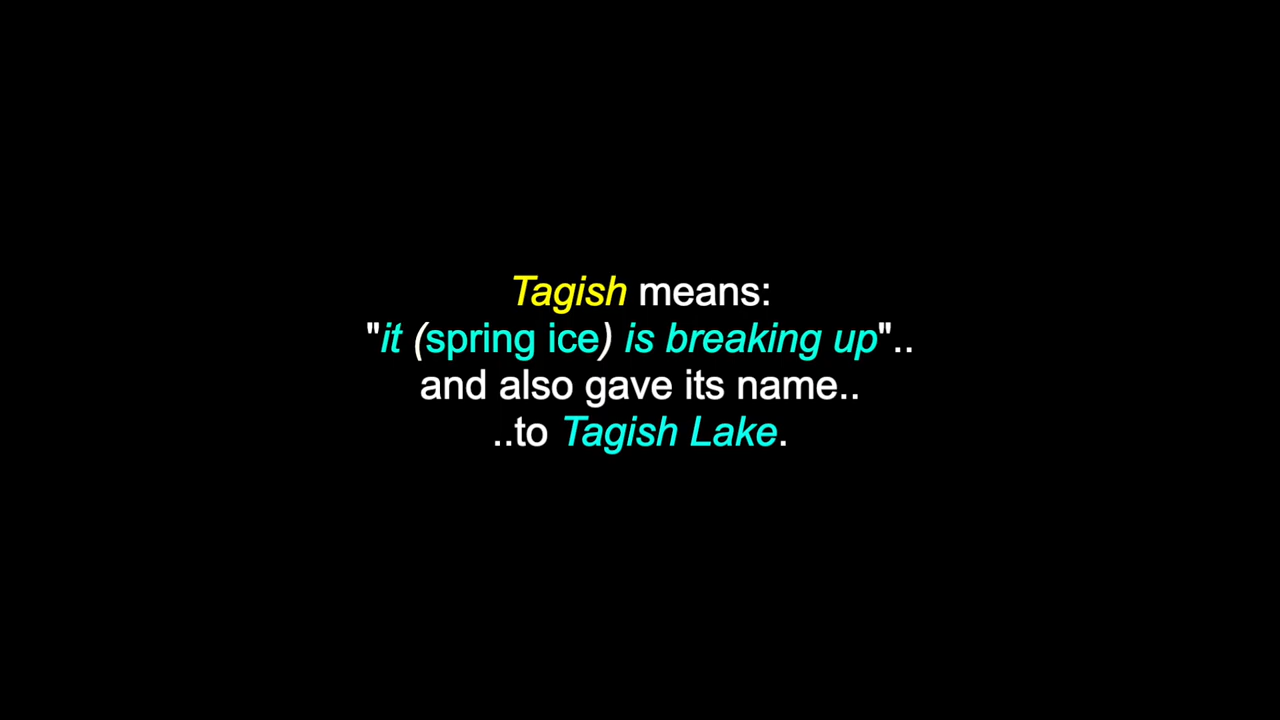 Tagish means:
"it (spring ice) is breaking up"..
and also gave its name..
..to Tagish Lake.